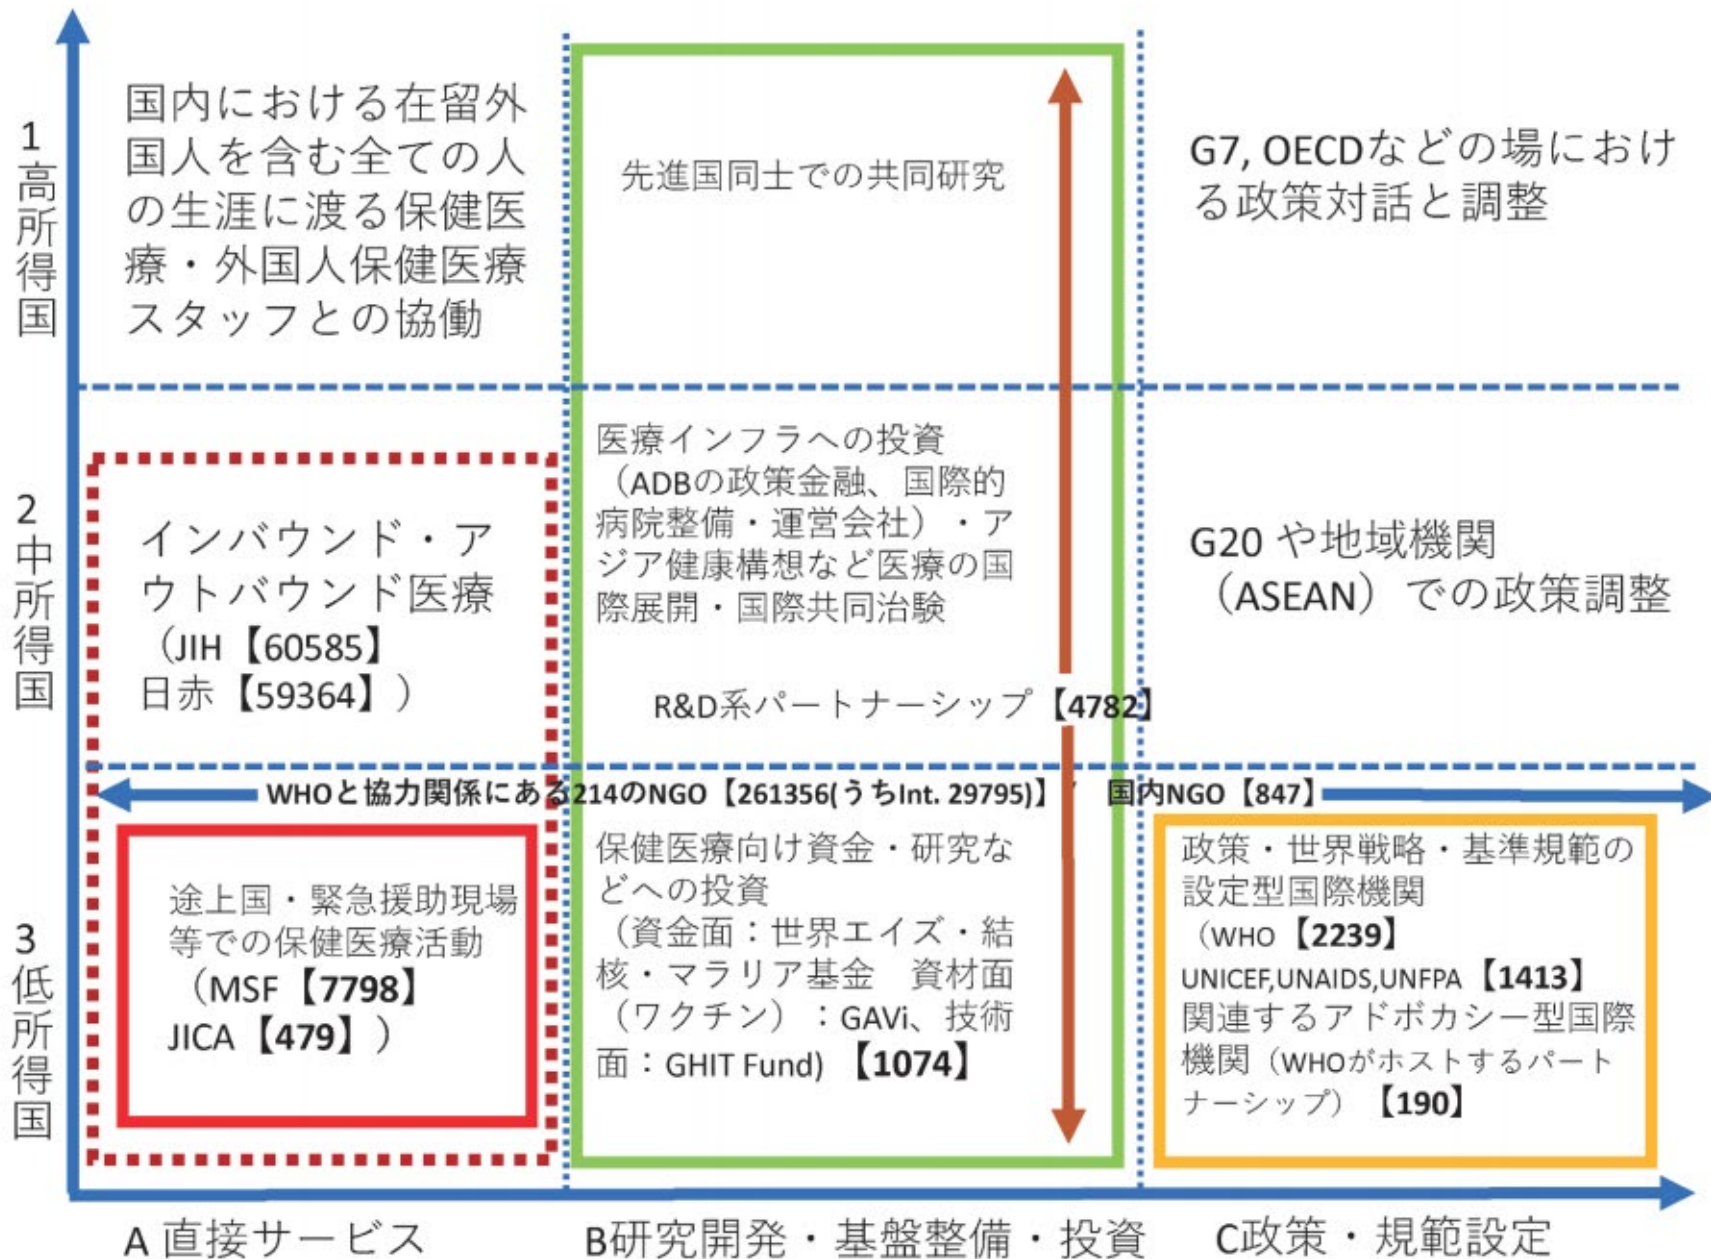 1高所得国
国内における在留外
国人を含む全ての人
の生涯に渡る保健医
療・外国人保健医療
スタッフとの協働
先進国同士での共同研究
G7, OECDなどの場におけ
る政策対話と調整
2中所得国
インバウンド・ア
ウトバウンド医療
（JIH【60585】
日赤【59364】）
医療インフラへの投資
（ADBの政策金融、国際的
病院整備・運営会社）・ア
ジア健康構想など医療の国
際展開・国際共同治験
R&D系パートナーシップ【4782】
G20 や地域機関
（ASEAN）での政策調整
WHOと協力関係にある214のNGO【261356(うちInt. 29795)】 国内NGO【847】
3低所得国
途上国・緊急援助現場
等での保健医療活動
（MSF【7798】
JICA【479】）
保健医療向け資金・研究な
どへの投資
（資金面：世界エイズ・結
核・マラリア基金　資材面
（ワクチン）：GAVi、技術
面：GHIT Fund)【1074】
政策・世界戦略・基準規範の
設定型国際機関
（WHO【2239】
UNICEF,UNAIDS,UNFPA【1413】
関連するアドボカシー型国際
機関（WHOがホストするパート
ナーシップ）【190】
A 直接サービス
B研究開発・基盤整備・投資
C政策・規範設定